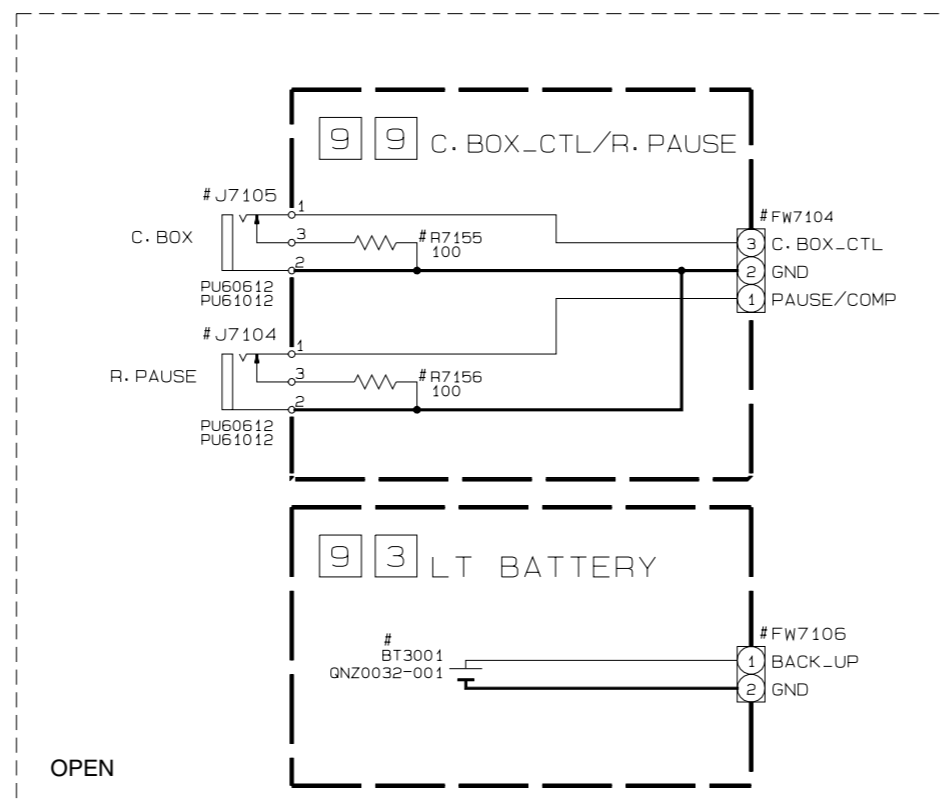 9 9 C.BOX_CTL/R.PAUSE
#J7105
1
C.BOX
3
#R7155
100
2
PU60612
PU61012
#FW7104
3 C.BOX_CTL
2 GND
1 PAUSE/COMP
#J7104
1
R.PAUSE
3
#R7156
100
2
PU60612
PU61012
9 3 LT BATTERY
#
BT3001
QNZ0032-001
#FW7106
1 BACK_UP
2 GND
OPEN